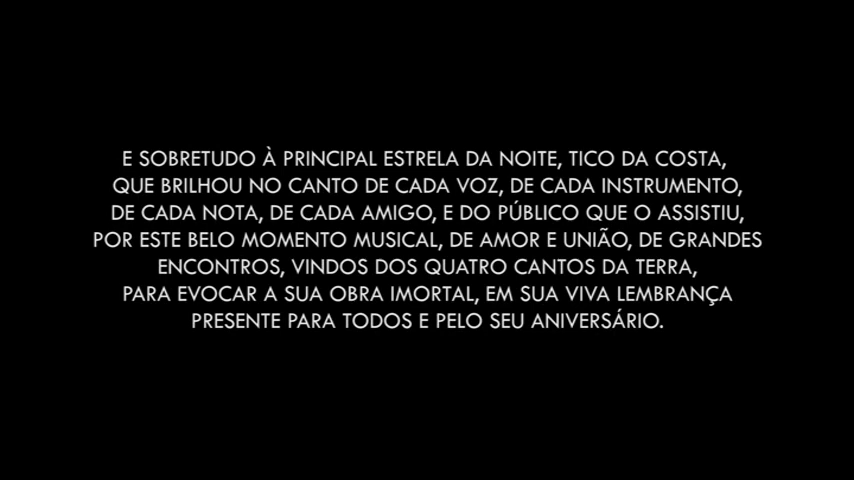 E SOBRETUDO À PRINCIPAL ESTRELA DA NOITE, TICO DA COSTA,
QUE BRILHOU NO CANTO DE CADA VOZ, DE CADA INSTRUMENTO,
DE CADA NOTA, DE CADA AMIGO, E DO PÚBLICO QUE O ASSISTIU,
POR ESTE BELO MOMENTO MUSICAL, DE AMOR E UNIÃO, DE GRANDES
ENCONTROS, VINDOS DOS QUATRO CANTOS DA TERRA,
PARA EVOCAR A SUA OBRA IMORTAL, EM SUA VIVA LEMBRANÇA
PRESENTE PARA TODOS E PELO SEU ANIVERSÁRIO.